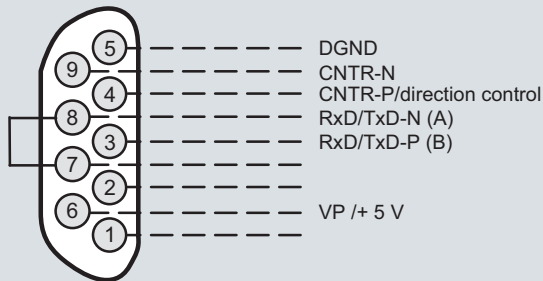 5 DGND
9 CNTR-N
4 CNTR-P/direction control
8 RxD/TxD-N (A)
3 RxD/TxD-P (B)
7
2
6 VP /+ 5 V
1